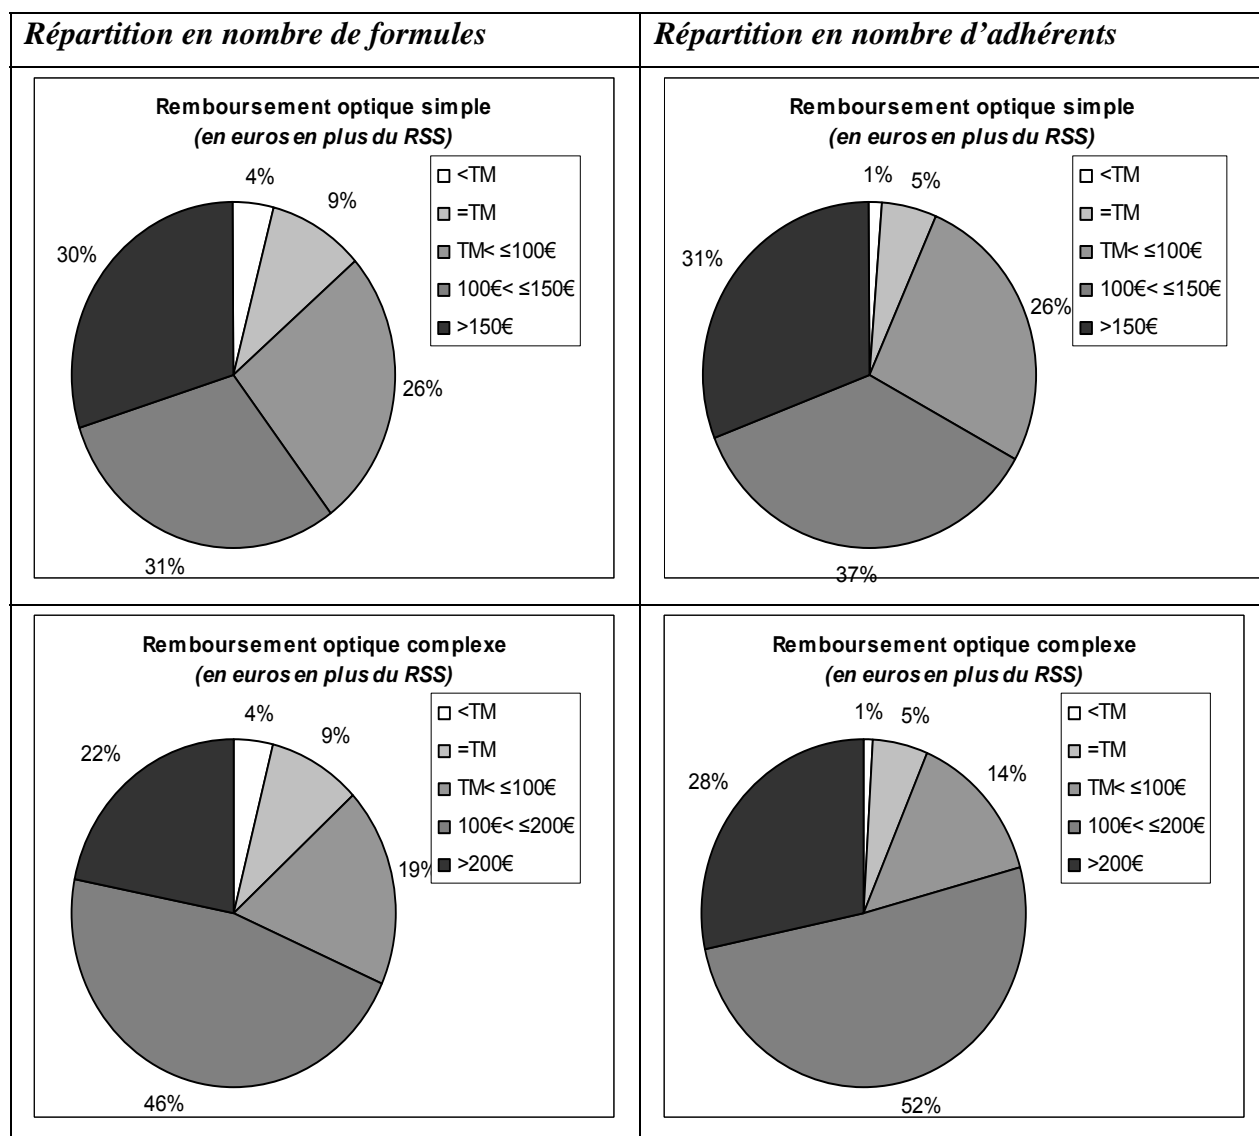 Répartition en nombre de formules
Répartition en nombre d’adhérents
Remboursement optique simple
(en euros en plus du RSS)
4%
9%
26%
31%
30%
<TM
=TM
TM< ≤100€
100€< ≤150€
>150€
Remboursement optique simple
(en euros en plus du RSS)
1%
5%
26%
37%
31%
<TM
=TM
TM< ≤100€
100€< ≤150€
>150€
Remboursement optique complexe
(en euros en plus du RSS)
4%
9%
19%
46%
22%
<TM
=TM
TM< ≤100€
100€< ≤200€
>200€
Remboursement optique complexe
(en euros en plus du RSS)
1%
5%
14%
52%
28%
<TM
=TM
TM< ≤100€
100€< ≤200€
>200€